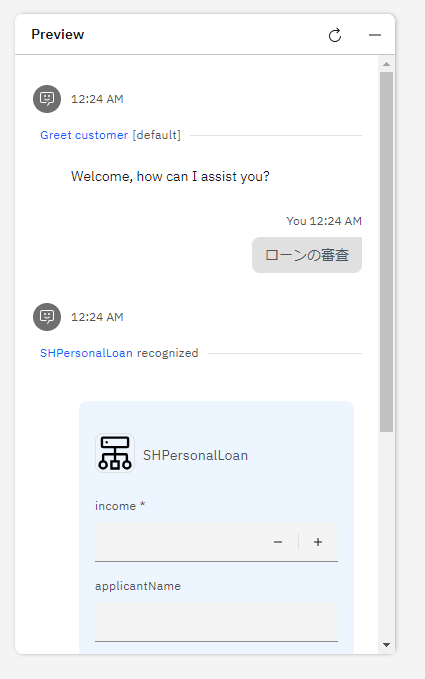 Preview
12:24 AM
Greet customer [default]
Welcome, how can I assist you?
You 12:24 AM
ローンの審査
12:24 AM
SHPersonalLoan recognized
SHPersonalLoan
income *
applicantName